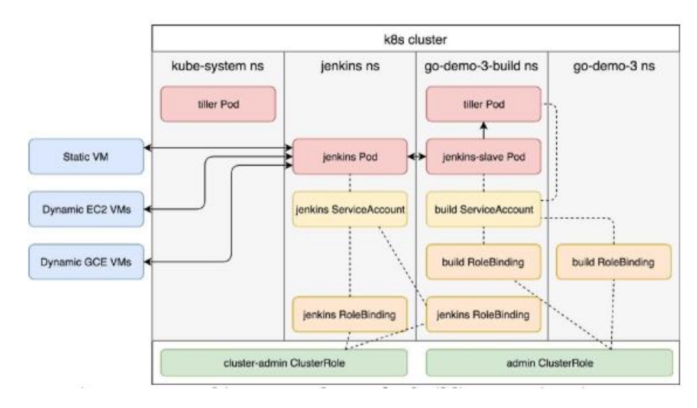 k8s cluster
kube-system ns
jenkins ns
go-demo-3-build ns
go-demo-3 ns
tiller Pod
tiller Pod
Static VM
jenkins Pod
jenkins-slave Pod
Dynamic EC2 VMs
jenkins ServiceAccount
build ServiceAccount
Dynamic GCE VMs
build RoleBinding
build RoleBinding
jenkins RoleBinding
jenkins RoleBinding
cluster-admin ClusterRole
admin ClusterRole